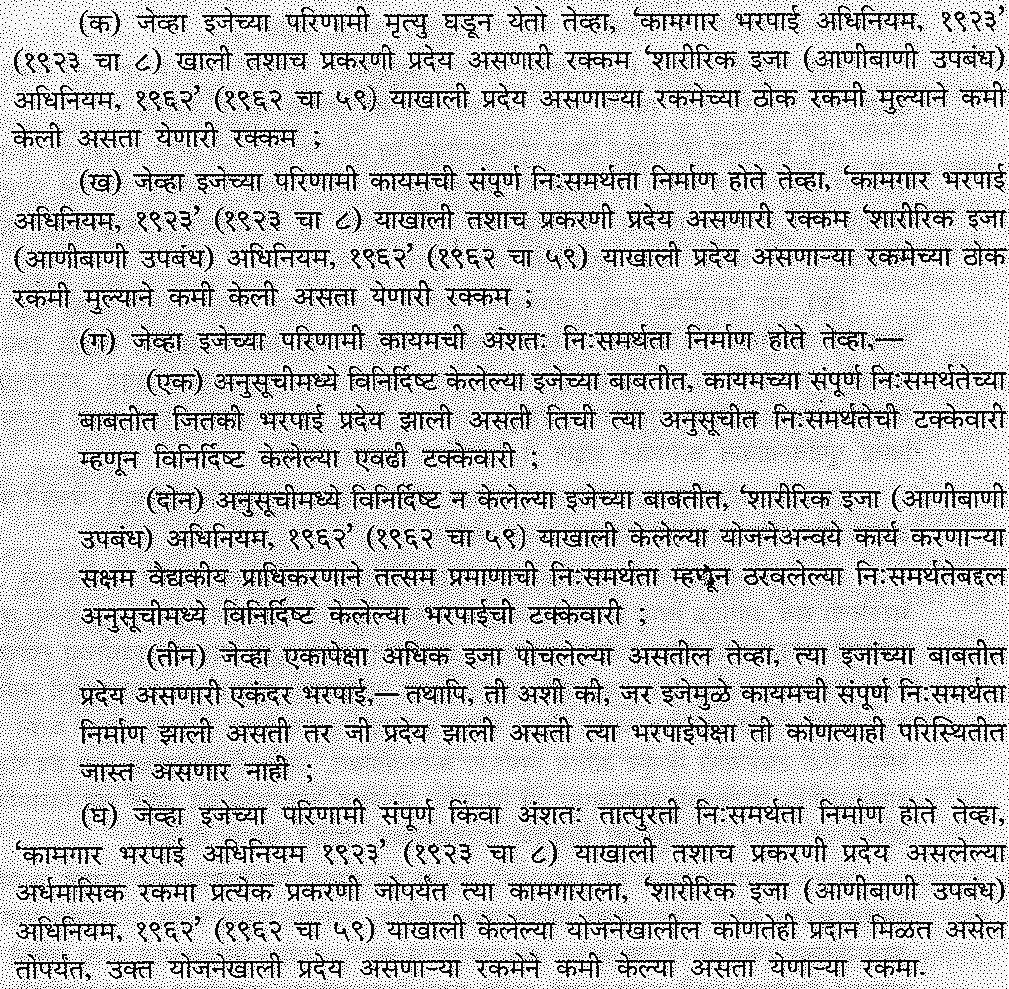 (क) जेव्हा इजेच्या परिणामी मृत्यु घडून येतो तेव्हा, ‘कामगार भरपाई अधिनियम, १९२३’
(१९२३ चा ८) खाली तशाच प्रकरणी प्रदेय असणारी रक्कम ‘शारीरिक इजा (आणीबाणी उपबंध)
अधिनियम, १९६२’ (१९६२ चा ५९) याखाली प्रदेय असणाऱ्या रकमेच्या ठोक रकमी मुल्याने कमी
केली असता येणारी रक्कम ;
(ख) जेव्हा इजेच्या परिणामी कायमची संपूर्ण निःसमर्थता निर्माण होते तेव्हा, ‘कामगार भरपाई
अधिनियम, १९२३’ (१९२३ चा ८) याखाली तशाच प्रकरणी प्रदेय असणारी रक्कम ‘शारीरिक इजा
(आणीबाणी उपबंध) अधिनियम, १९६२’ (१९६२ चा ५९) याखाली प्रदेय असणाऱ्या रकमेच्या ठोक
रकमी मुल्याने कमी केली असता येणारी रक्कम ;
(ग) जेव्हा इजेच्या परिणामी कायमची अंशतः निःसमर्थता निर्माण होते तेव्हा,—
(एक) अनुसूचीमध्ये विनिर्दिष्ट केलेल्या इजेच्या बाबतीत, कायमच्या संपूर्ण निःसमर्थतेच्या
बाबतीत जितकी भरपाई प्रदेय झाली असती तिची त्या अनुसूचीत निःसमर्थतेची टक्केवारी
म्हणून विनिर्दिष्ट केलेल्या एवढी टक्केवारी ;
(दोन) अनुसूचीमध्ये विनिर्दिष्ट न केलेल्या इजेच्या बाबतीत, ‘शारीरिक इजा (आणीबाणी
उपबंध) अधिनियम, १९६२’ (१९६२ चा ५९) याखाली केलेल्या योजनेअन्वये कार्य करणाऱ्या
सक्षम वैद्यकीय प्राधिकरणाने तत्सम प्रमाणाची निःसमर्थता म्हणून ठरवलेल्या निःसमर्थतेबद्दल
अनुसूचीमध्ये विनिर्दिष्ट केलेल्या भरपाईची टक्केवारी ;
(तीन) जेव्हा एकापेक्षा अधिक इजा पोचलेल्या असतील तेव्हा, त्या इजांच्या बाबतीत
प्रदेय असणारी एकंदर भरपाई,— तथापि, ती अशी की, जर इजेमुळे कायमची संपूर्ण निःसमर्थता
निर्माण झाली असती तर जी प्रदेय झाली असती त्या भरपाईपेक्षा ती कोणत्याही परिस्थितीत
जास्त असणार नाही ;
(घ) जेव्हा इजेच्या परिणामी संपूर्ण किंवा अंशतः तात्पुरती निःसमर्थता निर्माण होते तेव्हा,
‘कामगार भरपाई अधिनियम १९२३’ (१९२३ चा ८) याखाली तशाच प्रकरणी प्रदेय असलेल्या
अर्धमासिक रकमा प्रत्येक प्रकरणी जोपर्यंत त्या कामगाराला, ‘शारीरिक इजा (आणीबाणी उपबंध)
अधिनियम, १९६२’ (१९६२ चा ५९) याखाली केलेल्या योजनेखालील कोणतेही प्रदान मिळत असेल
तोपर्यंत, उक्त योजनेखाली प्रदेय असणाऱ्या रकमेने कमी केल्या असता येणाऱ्या रकमा.